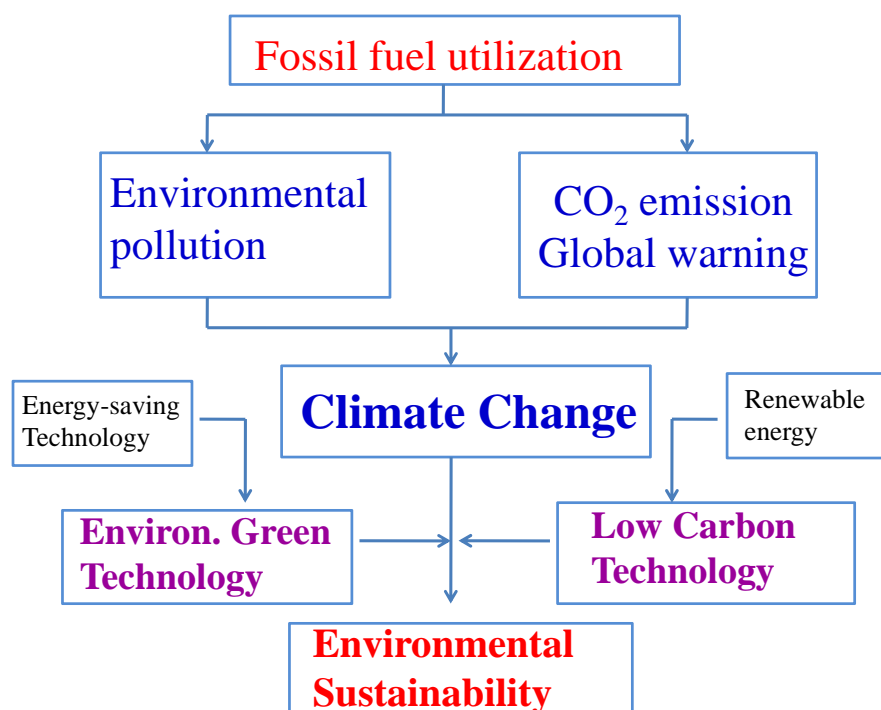 Fossil fuel utilization
Environmental
pollution
CO₂ emission
Global warning
Climate Change
Energy-saving
Technology
Renewable
energy
Environ. Green
Technology
Low Carbon
Technology
Environmental
Sustainability